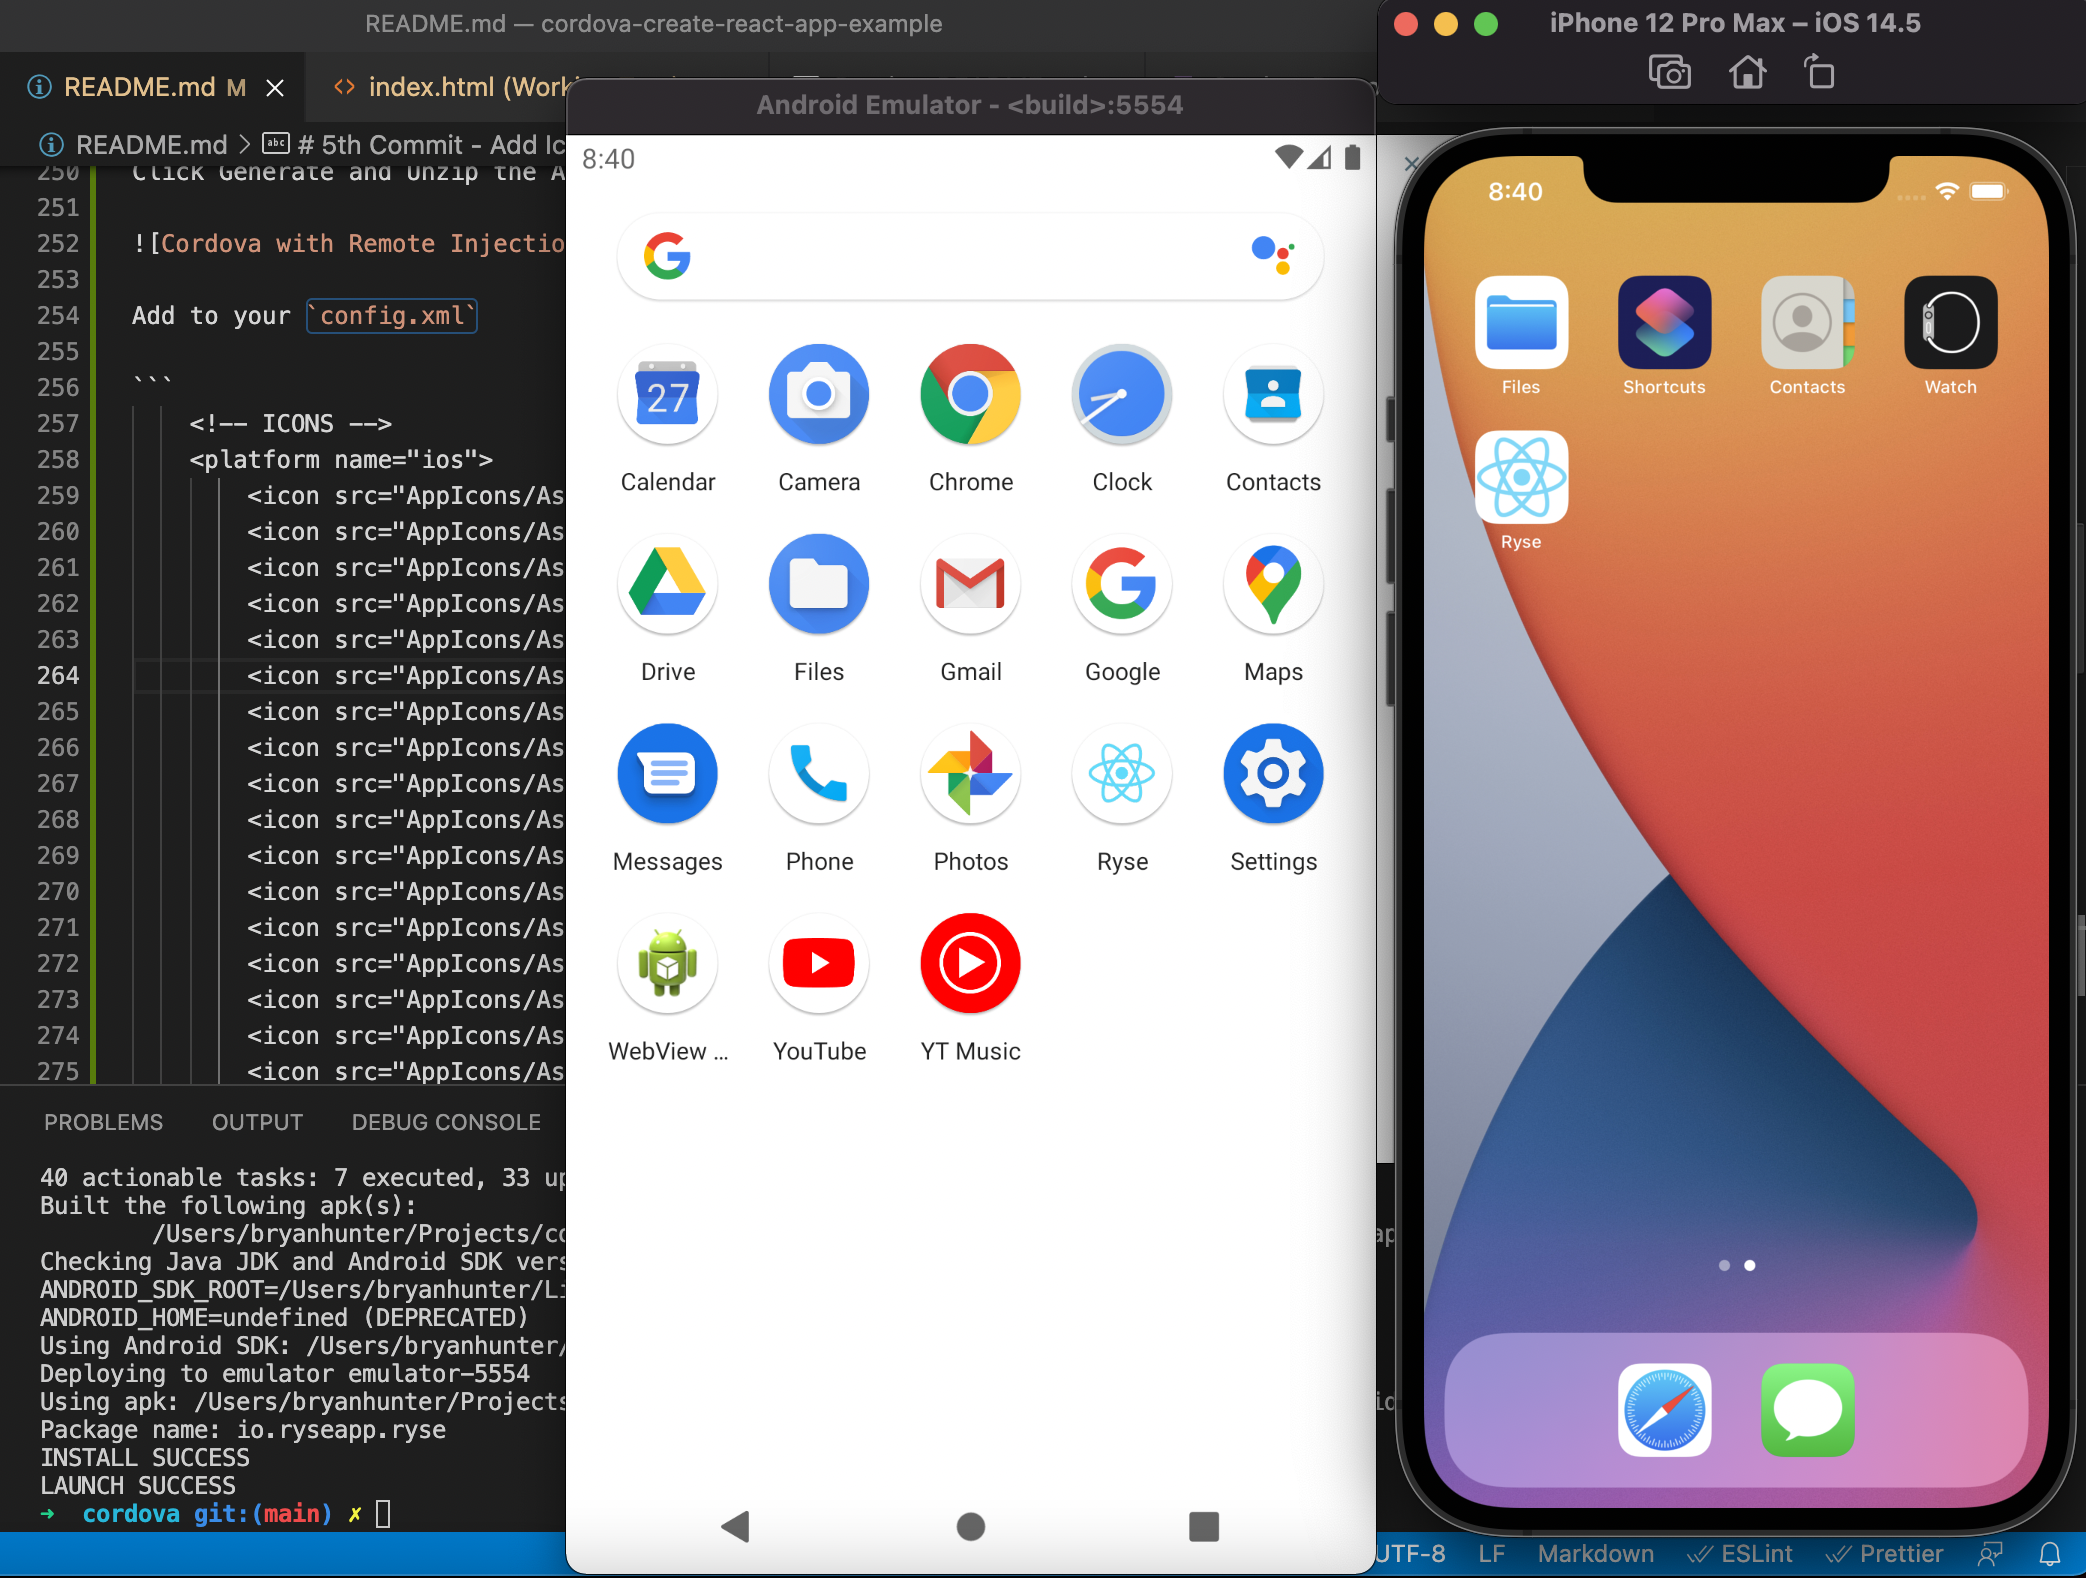 README.md — cordova-create-react-app-example
README.md M
index.html (Work
README.md > # 5th Commit - Add Ic
250 Click Generate and Unzip the A
251
252 ![Cordova with Remote Injectio
253
254 Add to your `config.xml`
255
256 ```
257 <!-- ICONS -->
258 <platform name="ios">
259 <icon src="AppIcons/As
260 <icon src="AppIcons/As
261 <icon src="AppIcons/As
262 <icon src="AppIcons/As
263 <icon src="AppIcons/As
264 <icon src="AppIcons/As
265 <icon src="AppIcons/As
266 <icon src="AppIcons/As
267 <icon src="AppIcons/As
268 <icon src="AppIcons/As
269 <icon src="AppIcons/As
270 <icon src="AppIcons/As
271 <icon src="AppIcons/As
272 <icon src="AppIcons/As
273 <icon src="AppIcons/As
274 <icon src="AppIcons/As
275 <icon src="AppIcons/As
PROBLEMS OUTPUT DEBUG CONSOLE
40 actionable tasks: 7 executed, 33 up
Built the following apk(s):
/Users/bryanhunter/Projects/co
Checking Java JDK and Android SDK vers
ANDROID_SDK_ROOT=/Users/bryanhunter/Li
ANDROID_HOME=undefined (DEPRECATED)
Using Android SDK: /Users/bryanhunter/
Deploying to emulator emulator-5554
Using apk: /Users/bryanhunter/Projects
Package name: io.ryseapp.ryse
INSTALL SUCCESS
LAUNCH SUCCESS
➜ cordova git:(main) ✗
Android Emulator - <build>:5554
8:40
27
Calendar Camera Chrome Clock Contacts
Drive Files Gmail Google Maps
Messages Phone Photos Ryse Settings
WebView ... YouTube YT Music
iPhone 12 Pro Max – iOS 14.5
8:40
Files Shortcuts Contacts Watch
Ryse
ap
id
UTF-8 LF Markdown ESLint Prettier